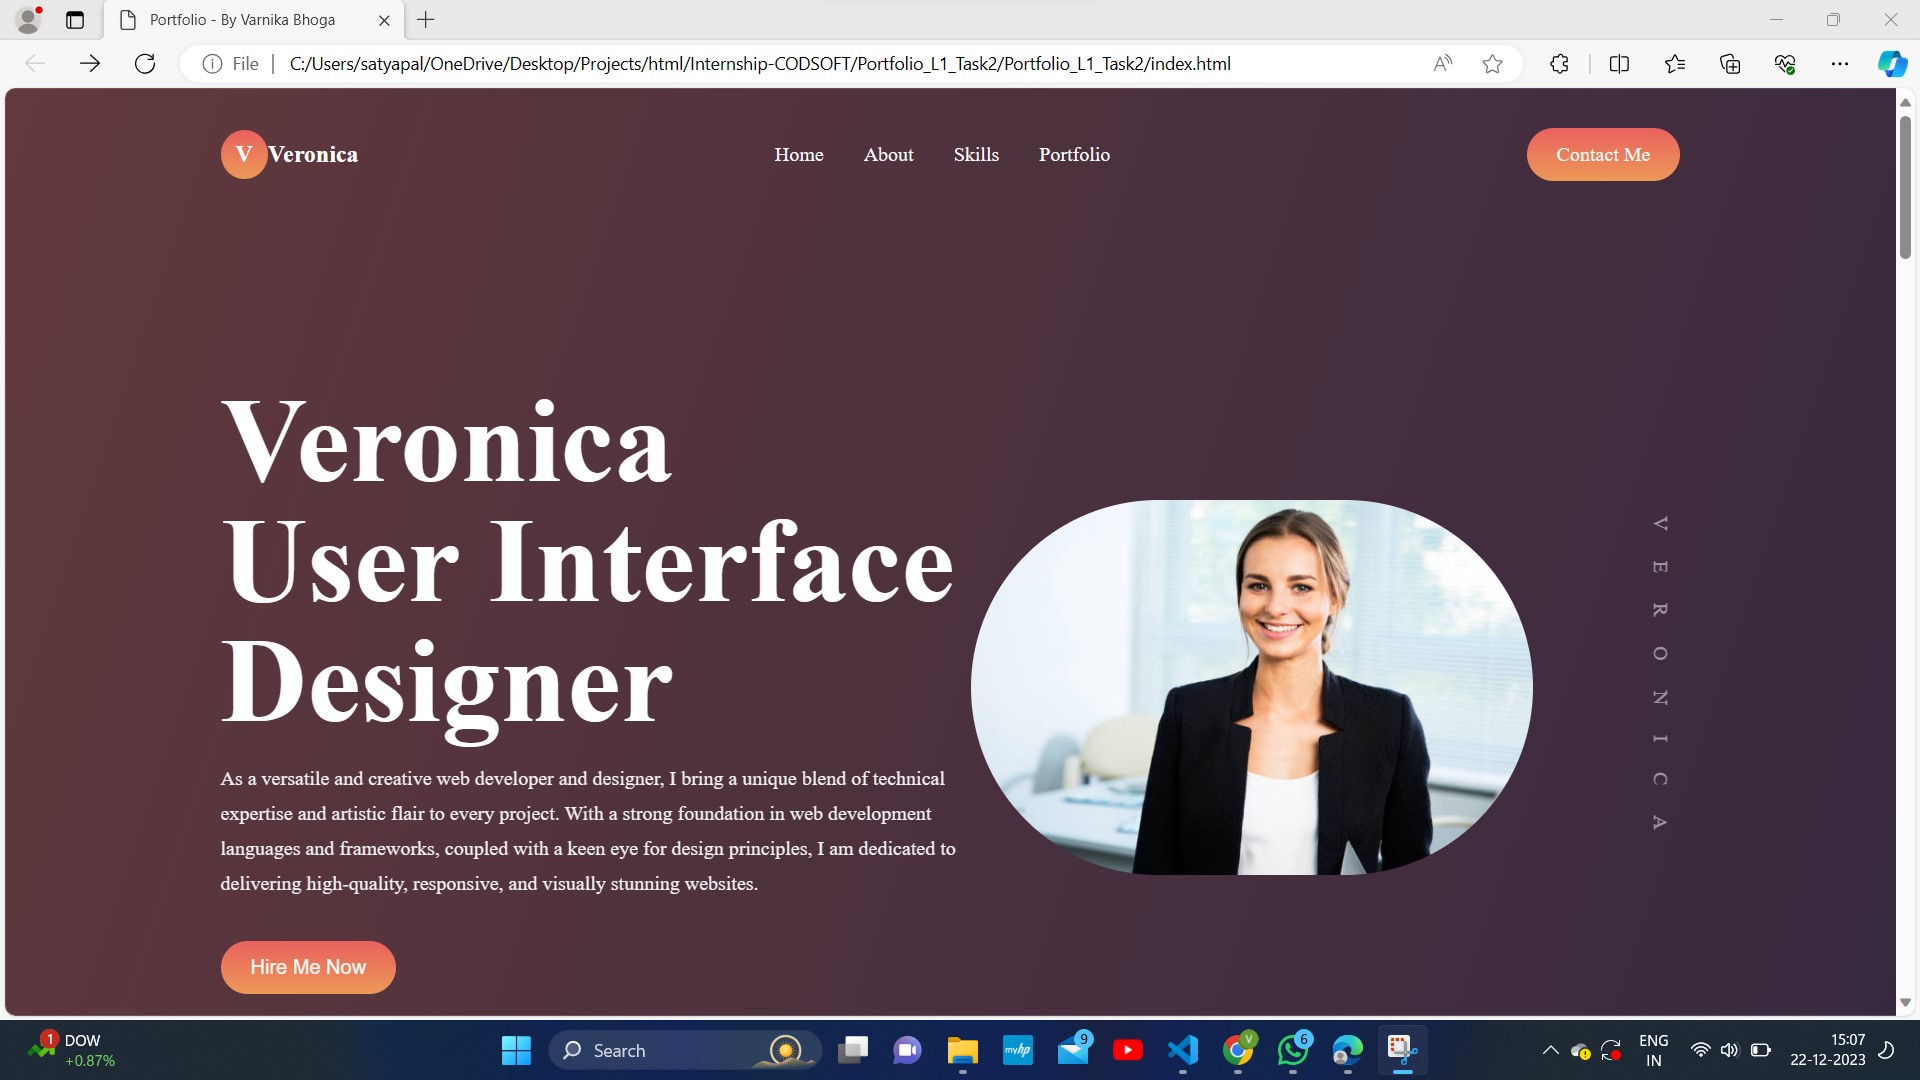 Portfolio - By Varnika Bhoga
File
C:/Users/satyapal/OneDrive/Desktop/Projects/html/Internship-CODSOFT/Portfolio_L1_Task2/Portfolio_L1_Task2/index.html
V Veronica
Home About Skills Portfolio
Contact Me
Veronica
User Interface
Designer
VERONICA
As a versatile and creative web developer and designer, I bring a unique blend of technical
expertise and artistic flair to every project. With a strong foundation in web development
languages and frameworks, coupled with a keen eye for design principles, I am dedicated to
delivering high-quality, responsive, and visually stunning websites.
Hire Me Now
1
DOW
+0.87%
Search
myhp
9
V
6
ENG
IN
15:07
22-12-2023